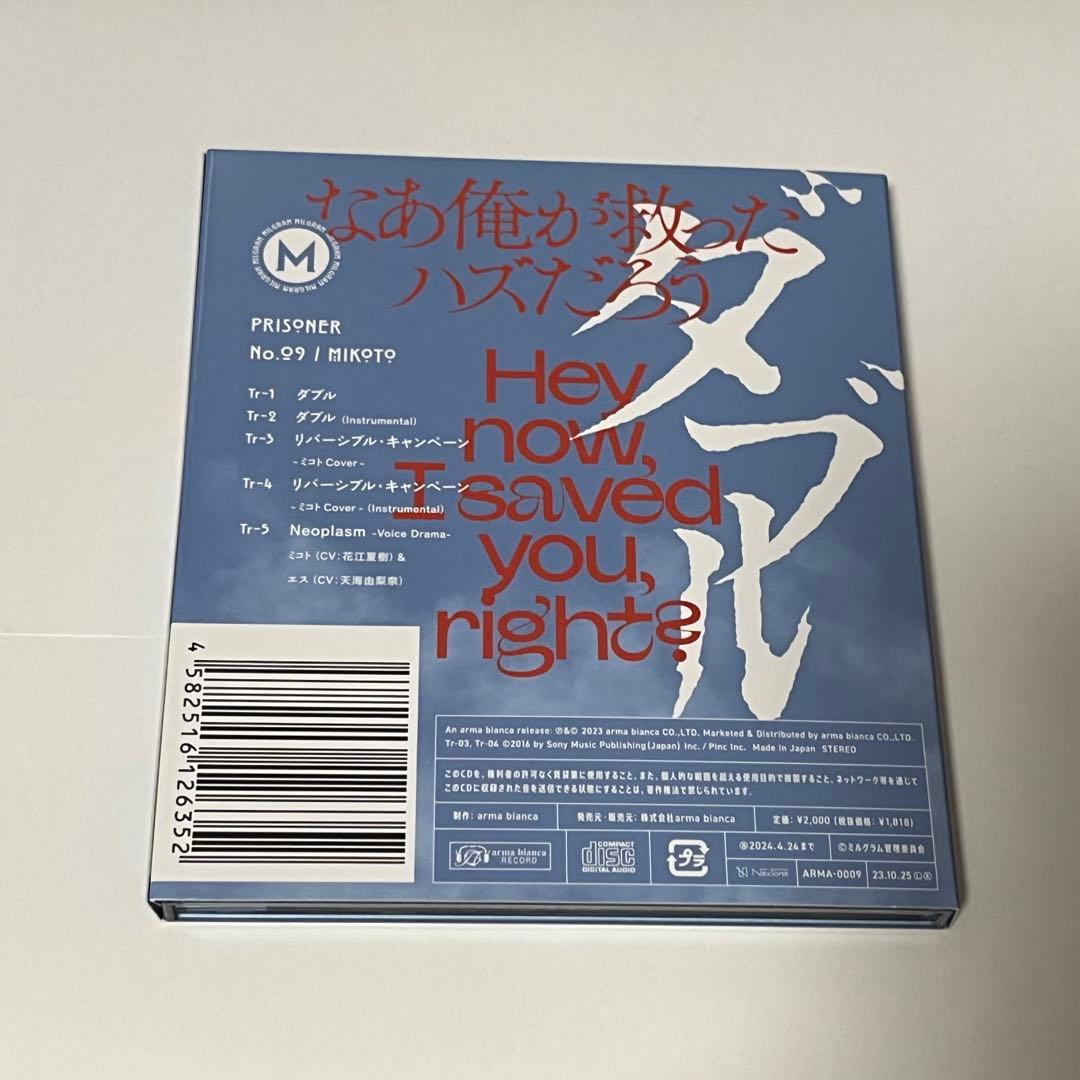 なあ俺が救った
ハズだろう
ダブル
MILGRAM MILGRAM MILGRAM MILGRAM MILGRAM
M
PRISONER
No.09 / MIKOTO
Hey
now,
I saved
you,
right?
Tr-1 ダブル
Tr-2 ダブル (Instrumental)
Tr-3 リバーシブル・キャンペーン
- ミコト Cover -
Tr-4 リバーシブル・キャンペーン
- ミコト Cover - (Instrumental)
Tr-5 Neoplasm -Voice Drama-
ミコト (CV:花江夏樹) &
エス (CV:天海由梨奈)
4 582516 126352
An arma bianca release: ℗&© 2023 arma bianca CO.,LTD. Marketed & Distributed by arma bianca CO.,LTD.
Tr-03, Tr-04 ©2016 by Sony Music Publishing(Japan) Inc. / Pinc Inc. Made in Japan STEREO
このCDを、権利者の許可なく賃貸業に使用すること、また、個人的な範囲を超える使用目的で複製すること、ネットワーク等を通じて
このCDに収録された音を送信できる状態にすることは、著作権法で禁じられています。
制作: arma bianca
発売元・販売元: 株式会社arma bianca
定価: ¥2,000 (税抜価格: ¥1,818)
arma bianca
RECORD
COMPACT
disc
DIGITAL AUDIO
プラ
Ⓡ2024.4.24まで
©ミルグラム管理委員会
NexTone
ARMA-0009
23.10.25ⓁⓍ